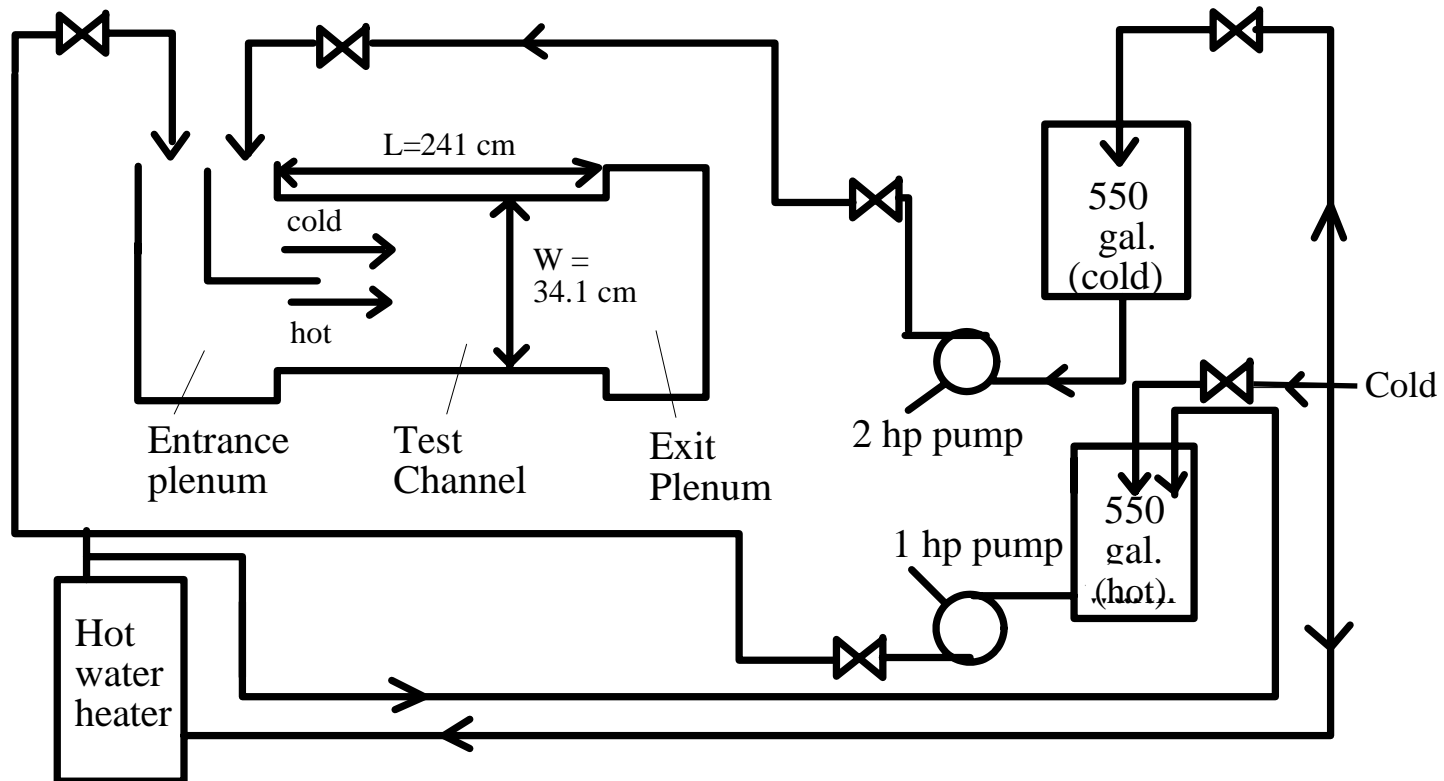 L=241 cm
cold
hot
W =
34.1 cm
Entrance
plenum
Test
Channel
Exit
Plenum
550
gal.
(cold)
2 hp pump
Cold
1 hp pump
550
gal.
(hot)
Hot
water
heater